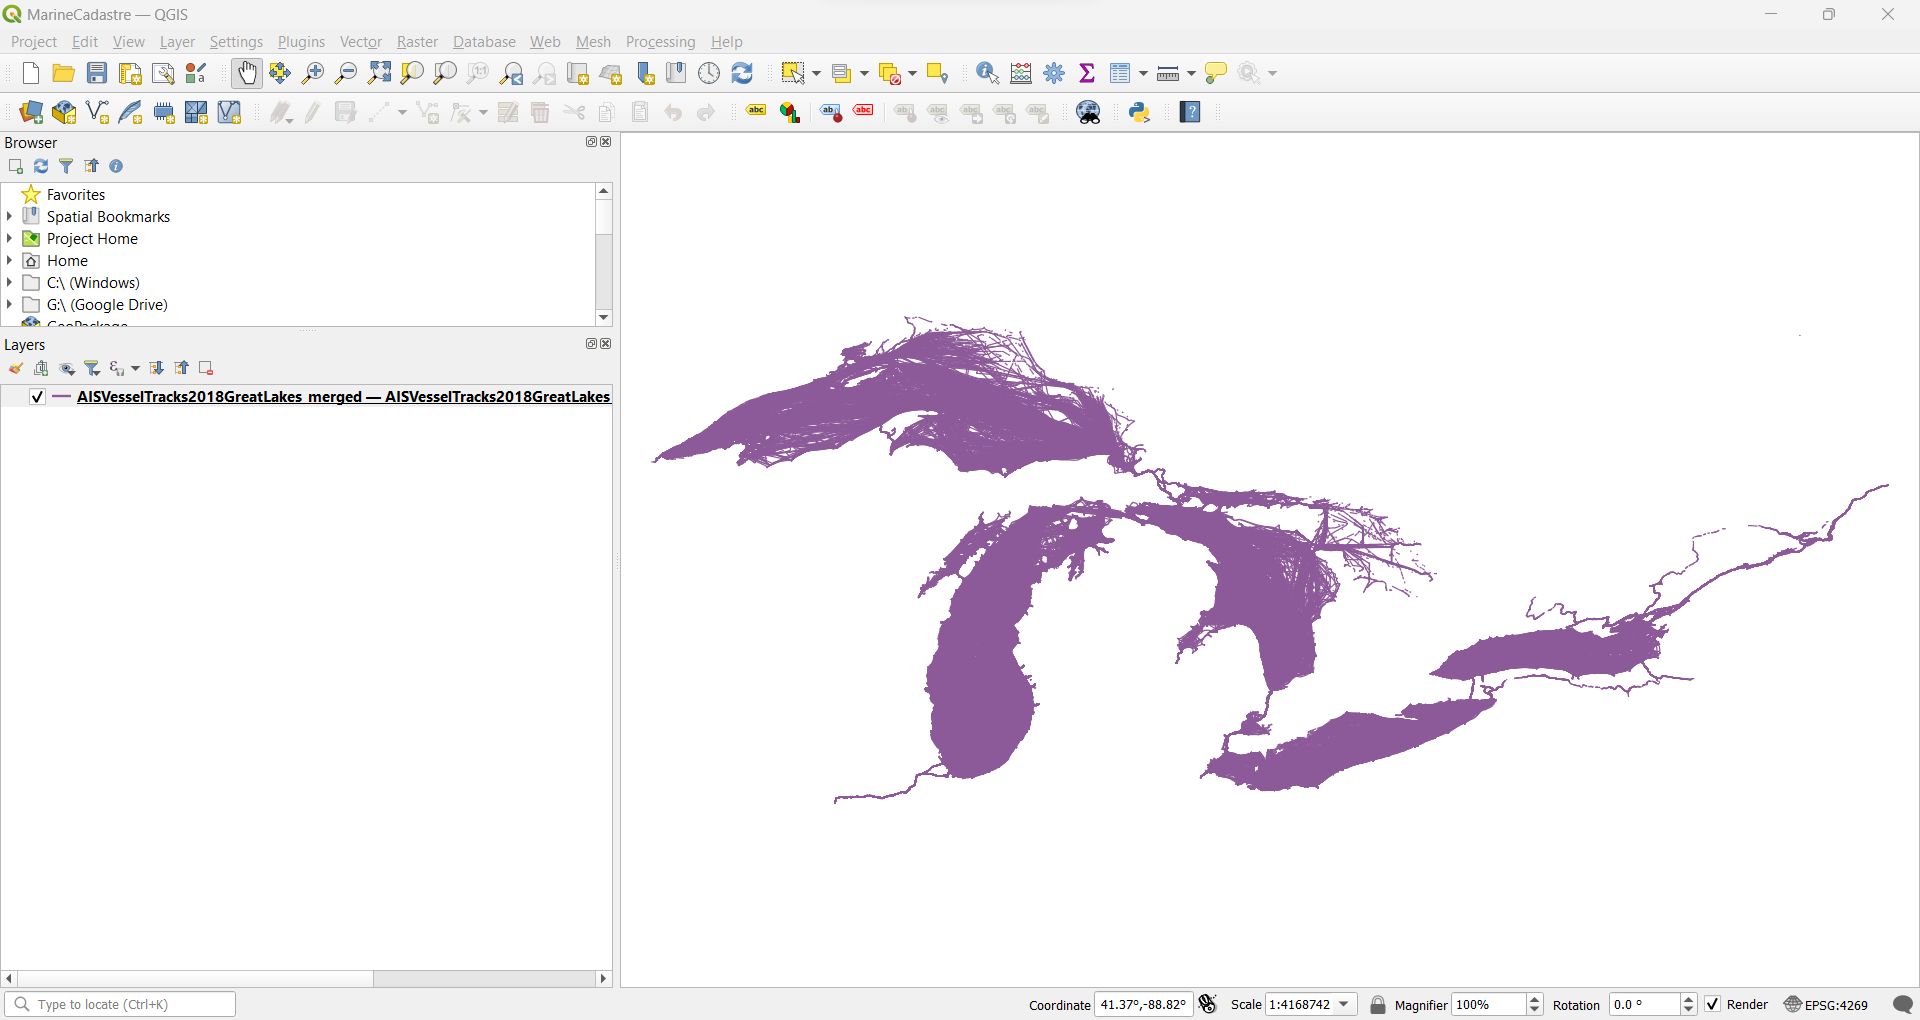 MarineCadastre — QGIS
Project Edit View Layer Settings Plugins Vector Raster Database Web Mesh Processing Help
Browser
Favorites
Spatial Bookmarks
Project Home
Home
C:\ (Windows)
G:\ (Google Drive)
GeoPackage
Layers
AISVesselTracks2018GreatLakes_merged — AISVesselTracks2018GreatLakes
Type to locate (Ctrl+K)
Coordinate 41.37°,-88.82° Scale 1:4168742 Magnifier 100% Rotation 0.0 ° Render EPSG:4269